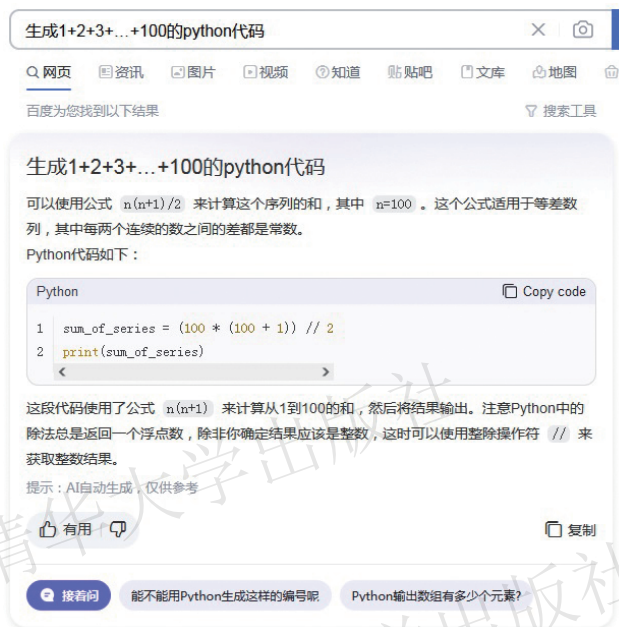 生成1+2+3+…+100的python代码
网页 资讯 图片 视频 知道 贴吧 文库 地图
百度为您找到以下结果 搜索工具
生成1+2+3+…+100的python代码
可以使用公式 n(n+1)/2 来计算这个序列的和，其中 n=100 。这个公式适用于等差数
列，其中每两个连续的数之间的差都是常数。
Python代码如下：
Python Copy code
1 sum_of_series = (100 * (100 + 1)) // 2
2 print(sum_of_series)
这段代码使用了公式 n(n+1) 来计算从1到100的和，然后将结果输出。注意Python中的
除法总是返回一个浮点数，除非你确定结果应该是整数，这时可以使用整除操作符 // 来
获取整数结果。
提示：AI自动生成，仅供参考
有用 复制
接着问 能不能用Python生成这样的编号呢 Python输出数组有多少个元素?
清华大学出版社
出版社